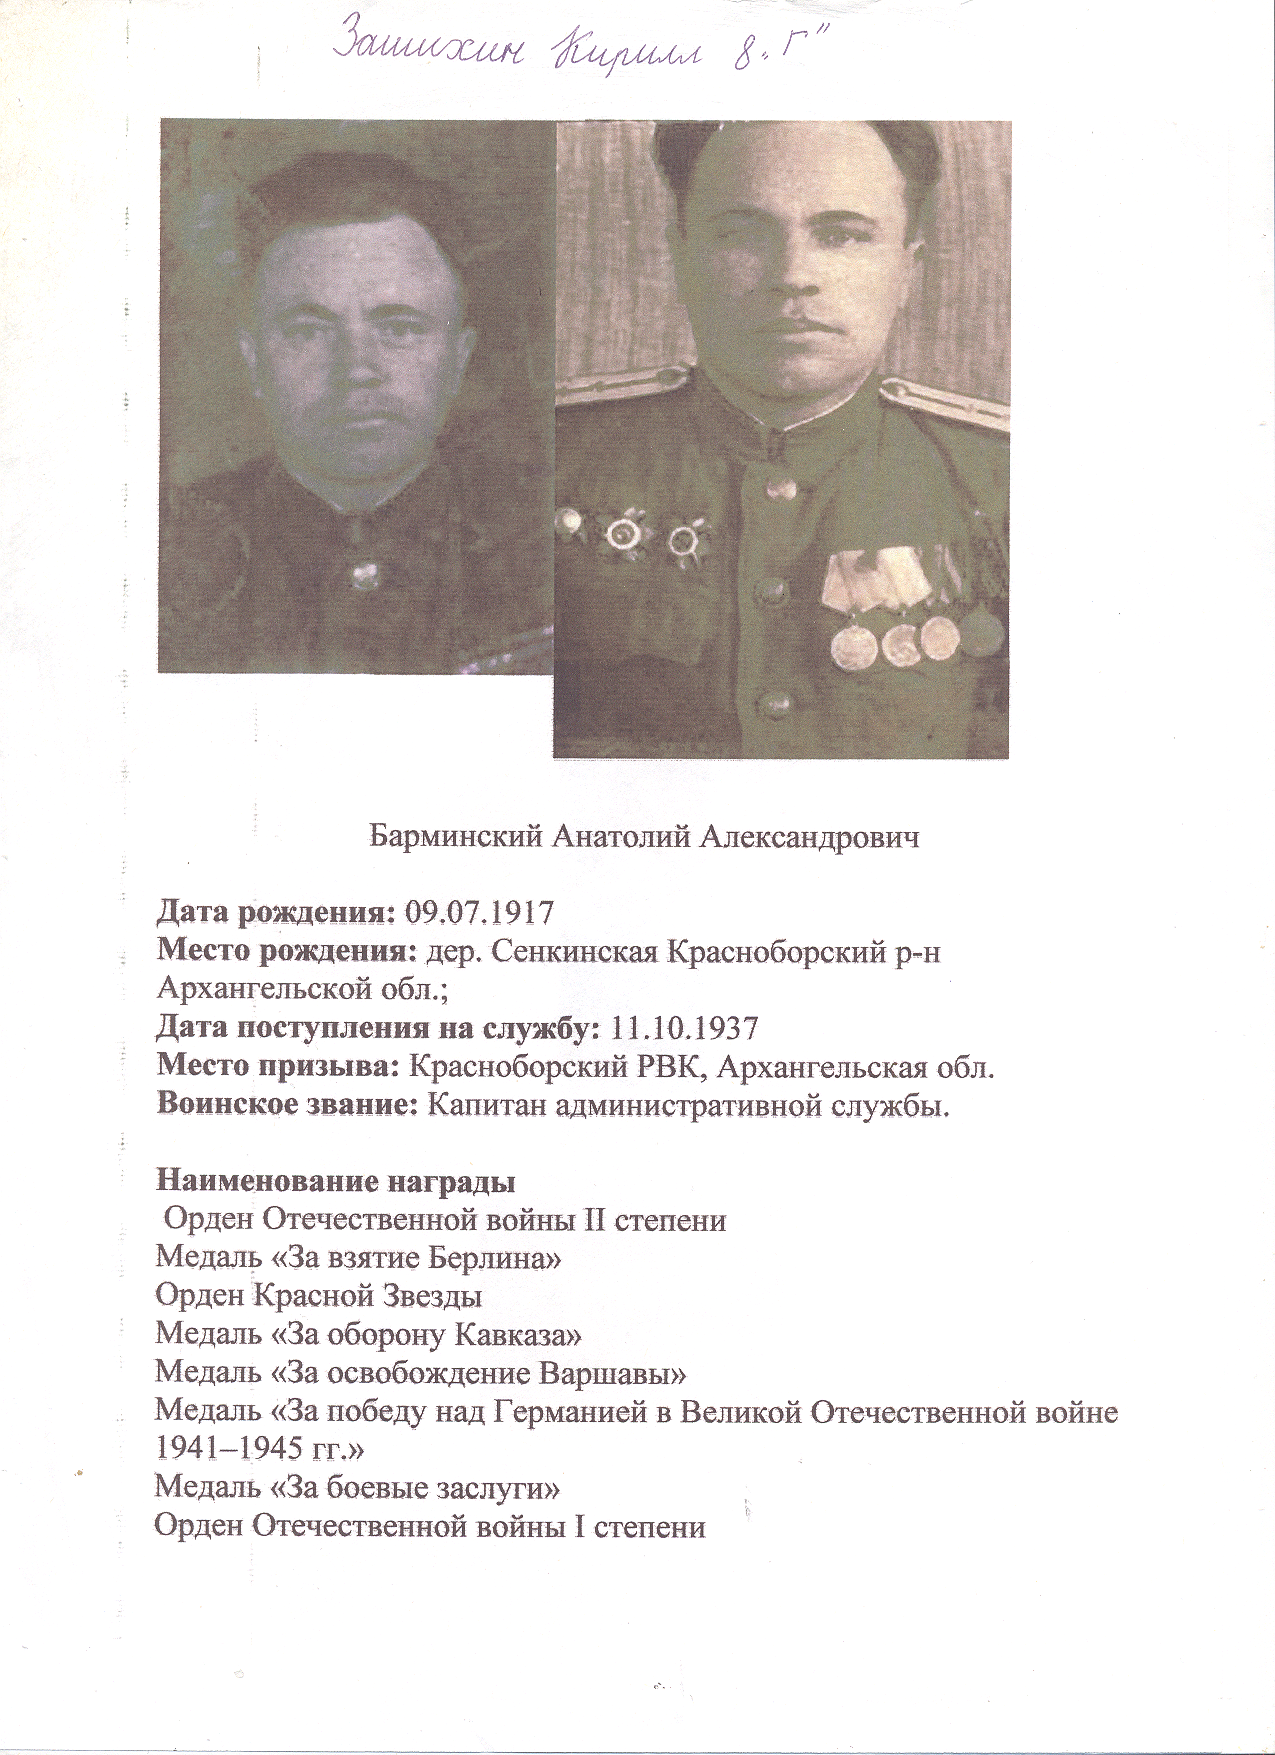 Зашихин Кирилл 8 „Г"
Барминский Анатолий Александрович
Дата рождения: 09.07.1917
Место рождения: дер. Сенкинская Красноборский р-н
Архангельской обл.;
Дата поступления на службу: 11.10.1937
Место призыва: Красноборский РВК, Архангельская обл.
Воинское звание: Капитан административной службы.
Наименование награды
Орден Отечественной войны II степени
Медаль «За взятие Берлина»
Орден Красной Звезды
Медаль «За оборону Кавказа»
Медаль «За освобождение Варшавы»
Медаль «За победу над Германией в Великой Отечественной войне
1941–1945 гг.»
Медаль «За боевые заслуги»
Орден Отечественной войны I степени